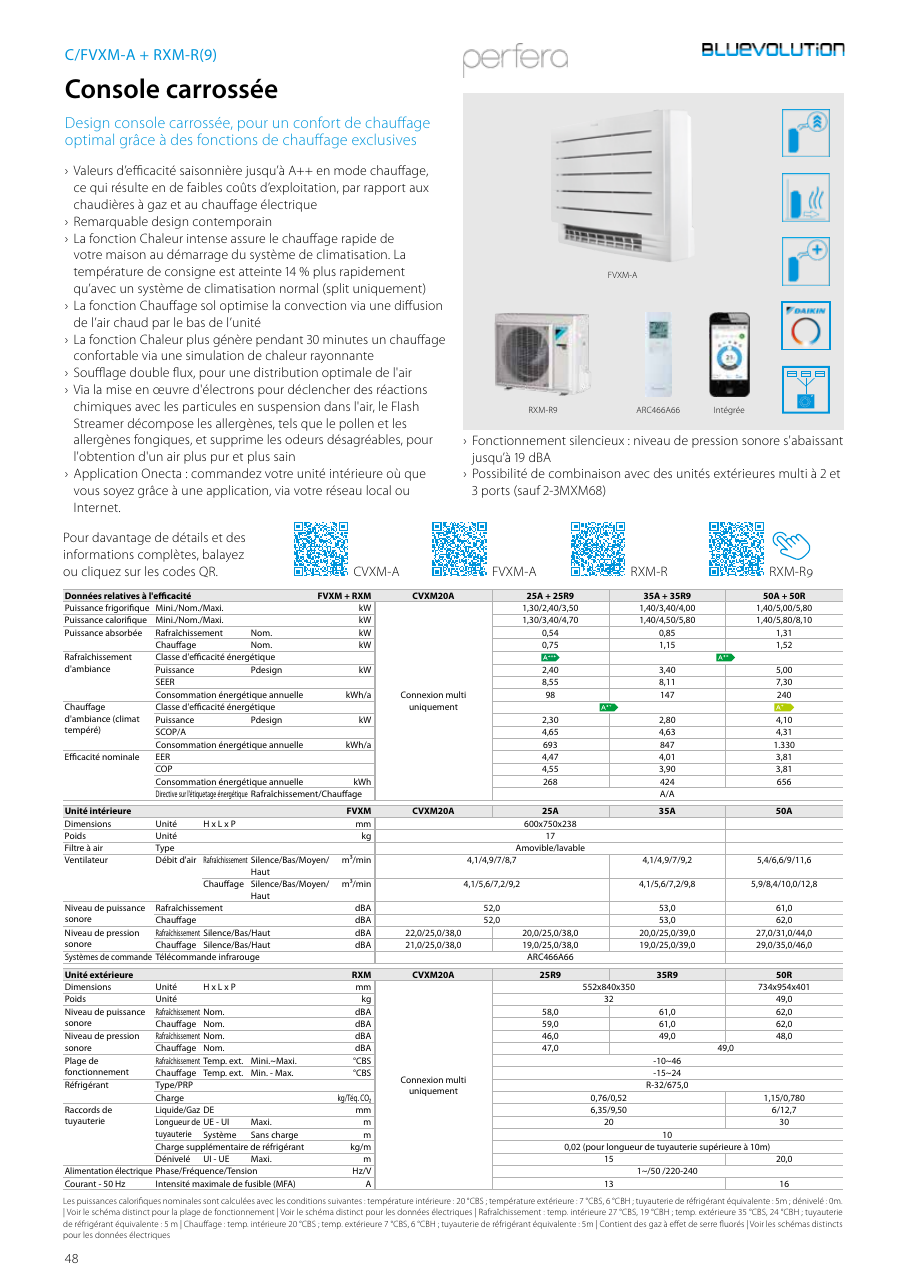 C/FVXM-A + RXM-R(9)
perfera
BLUEVOLUTION
Console carrossée
Design console carrossée, pour un confort de chauffage
optimal grâce à des fonctions de chauffage exclusives
› Valeurs d'efficacité saisonnière jusqu'à A++ en mode chauffage,
ce qui résulte en de faibles coûts d'exploitation, par rapport aux
chaudières à gaz et au chauffage électrique
› Remarquable design contemporain
› La fonction Chaleur intense assure le chauffage rapide de
votre maison au démarrage du système de climatisation. La
température de consigne est atteinte 14 % plus rapidement
qu'avec un système de climatisation normal (split uniquement)
› La fonction Chauffage sol optimise la convection via une diffusion
de l'air chaud par le bas de l'unité
› La fonction Chaleur plus génère pendant 30 minutes un chauffage
confortable via une simulation de chaleur rayonnante
› Soufflage double flux, pour une distribution optimale de l'air
› Via la mise en œuvre d'électrons pour déclencher des réactions
chimiques avec les particules en suspension dans l'air, le Flash
Streamer décompose les allergènes, tels que le pollen et les
allergènes fongiques, et supprime les odeurs désagréables, pour
l'obtention d'un air plus pur et plus sain
› Application Onecta : commandez votre unité intérieure où que
vous soyez grâce à une application, via votre réseau local ou
Internet.
FVXM-A
DAIKIN
RXM-R9 ARC466A66 Intégrée
› Fonctionnement silencieux : niveau de pression sonore s'abaissant
jusqu'à 19 dBA
› Possibilité de combinaison avec des unités extérieures multi à 2 et
3 ports (sauf 2-3MXM68)
Pour davantage de détails et des
informations complètes, balayez
ou cliquez sur les codes QR.
CVXM-A FVXM-A RXM-R RXM-R9
Données relatives à l'efficacité FVXM + RXM CVXM20A 25A + 25R9 35A + 35R9 50A + 50R
Puissance frigorifique Mini./Nom./Maxi. kW 1,30/2,40/3,50 1,40/3,40/4,00 1,40/5,00/5,80
Puissance calorifique Mini./Nom./Maxi. kW 1,30/3,40/4,70 1,40/4,50/5,80 1,40/5,80/8,10
Puissance absorbée Rafraîchissement Nom. kW 0,54 0,85 1,31
Chauffage Nom. kW 0,75 1,15 1,52
Rafraîchissement Classe d'efficacité énergétique A+++ A++
d'ambiance Puissance Pdesign kW 2,40 3,40 5,00
SEER 8,55 8,11 7,30
Consommation énergétique annuelle kWh/a Connexion multi 98 147 240
Chauffage Classe d'efficacité énergétique uniquement A++ A+
d'ambiance (climat Puissance Pdesign kW 2,30 2,80 4,10
tempéré) SCOP/A 4,65 4,63 4,31
Consommation énergétique annuelle kWh/a 693 847 1.330
Efficacité nominale EER 4,47 4,01 3,81
COP 4,55 3,90 3,81
Consommation énergétique annuelle kWh 268 424 656
Directive sur l'étiquetage énergétique Rafraîchissement/Chauffage A/A
Unité intérieure FVXM CVXM20A 25A 35A 50A
Dimensions Unité H x L x P mm 600x750x238
Poids Unité kg 17
Filtre à air Type Amovible/lavable
Ventilateur Débit d'air Rafraîchissement Silence/Bas/Moyen/ m³/min 4,1/4,9/7/8,7 4,1/4,9/7/9,2 5,4/6,6/9/11,6
Haut
Chauffage Silence/Bas/Moyen/ m³/min 4,1/5,6/7,2/9,2 4,1/5,6/7,2/9,8 5,9/8,4/10,0/12,8
Haut
Niveau de puissance Rafraîchissement dBA 52,0 53,0 61,0
sonore Chauffage dBA 52,0 53,0 62,0
Niveau de pression Rafraîchissement Silence/Bas/Haut dBA 22,0/25,0/38,0 20,0/25,0/38,0 20,0/25,0/39,0 27,0/31,0/44,0
sonore Chauffage Silence/Bas/Haut dBA 21,0/25,0/38,0 19,0/25,0/38,0 19,0/25,0/39,0 29,0/35,0/46,0
Systèmes de commande Télécommande infrarouge ARC466A66
Unité extérieure RXM CVXM20A 25R9 35R9 50R
Dimensions Unité H x L x P mm 552x840x350 734x954x401
Poids Unité kg 32 49,0
Niveau de puissance Rafraîchissement Nom. dBA 58,0 61,0 62,0
sonore Chauffage Nom. dBA 59,0 61,0 62,0
Niveau de pression Rafraîchissement Nom. dBA 46,0 49,0 48,0
sonore Chauffage Nom. dBA 47,0 49,0
Plage de Rafraîchissement Temp. ext. Mini.~Maxi. °CBS -10~46
fonctionnement Chauffage Temp. ext. Min. - Max. °CBS Connexion multi -15~24
Réfrigérant Type/PRP uniquement R-32/675,0
Charge kg/Téq. CO₂ 0,76/0,52 1,15/0,780
Raccords de Liquide/Gaz DE mm 6,35/9,50 6/12,7
tuyauterie Longueur de UE - UI Maxi. m 20 30
tuyauterie Système Sans charge m 10
Charge supplémentaire de réfrigérant kg/m 0,02 (pour longueur de tuyauterie supérieure à 10m)
Dénivelé UI - UE Maxi. m 15 20,0
Alimentation électrique Phase/Fréquence/Tension Hz/V 1~/50 /220-240
Courant - 50 Hz Intensité maximale de fusible (MFA) A 13 16
Les puissances calorifiques nominales sont calculées avec les conditions suivantes : température intérieure : 20 °CBS ; température extérieure : 7 °CBS, 6 °CBH ; tuyauterie de réfrigérant équivalente : 5m ; dénivelé : 0m.
| Voir le schéma distinct pour la plage de fonctionnement | Voir le schéma distinct pour les données électriques | Rafraîchissement : temp. intérieure 27 °CBS, 19 °CBH ; temp. extérieure 35 °CBS, 24 °CBH ; tuyauterie
de réfrigérant équivalente : 5 m | Chauffage : temp. intérieure 20 °CBS ; temp. extérieure 7 °CBS, 6 °CBH ; tuyauterie de réfrigérant équivalente : 5m | Contient des gaz à effet de serre fluorés | Voir les schémas distincts
pour les données électriques
48